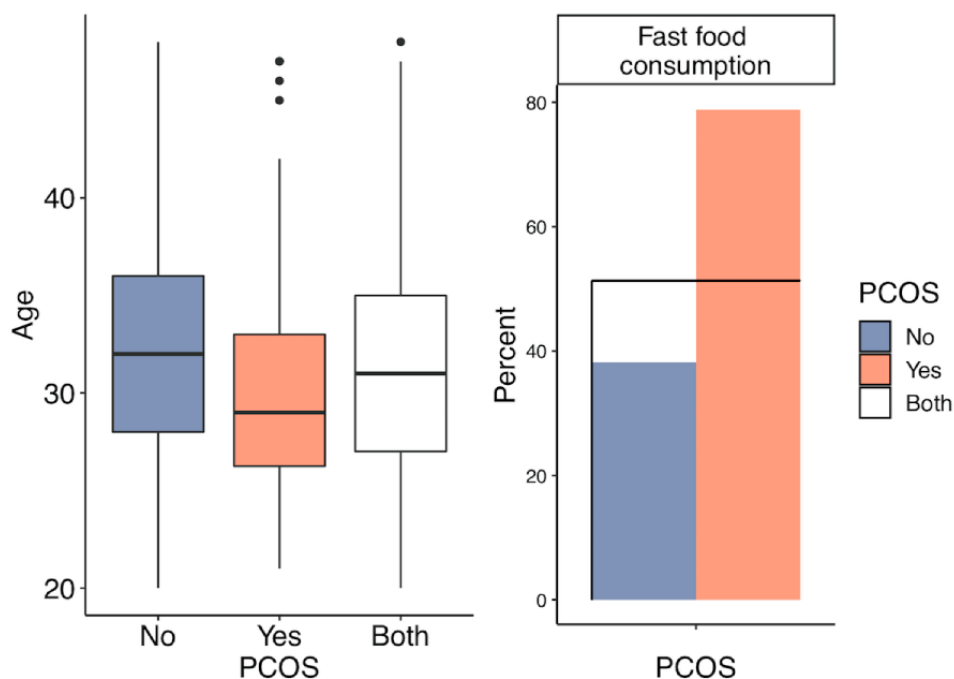 Age
40
30
20
No Yes Both
PCOS
Fast food
consumption
Percent
80
60
40
20
0
PCOS
PCOS
No
Yes
Both